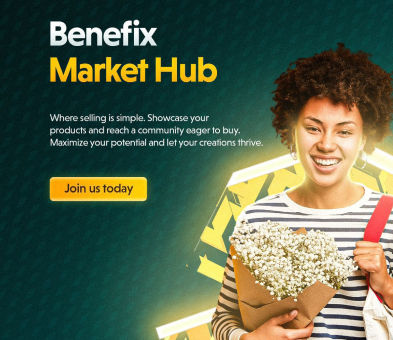 Benefix
Market Hub
Where selling is simple. Showcase your
products and reach a community eager to buy.
Maximize your potential and let your creations thrive.
Join us today